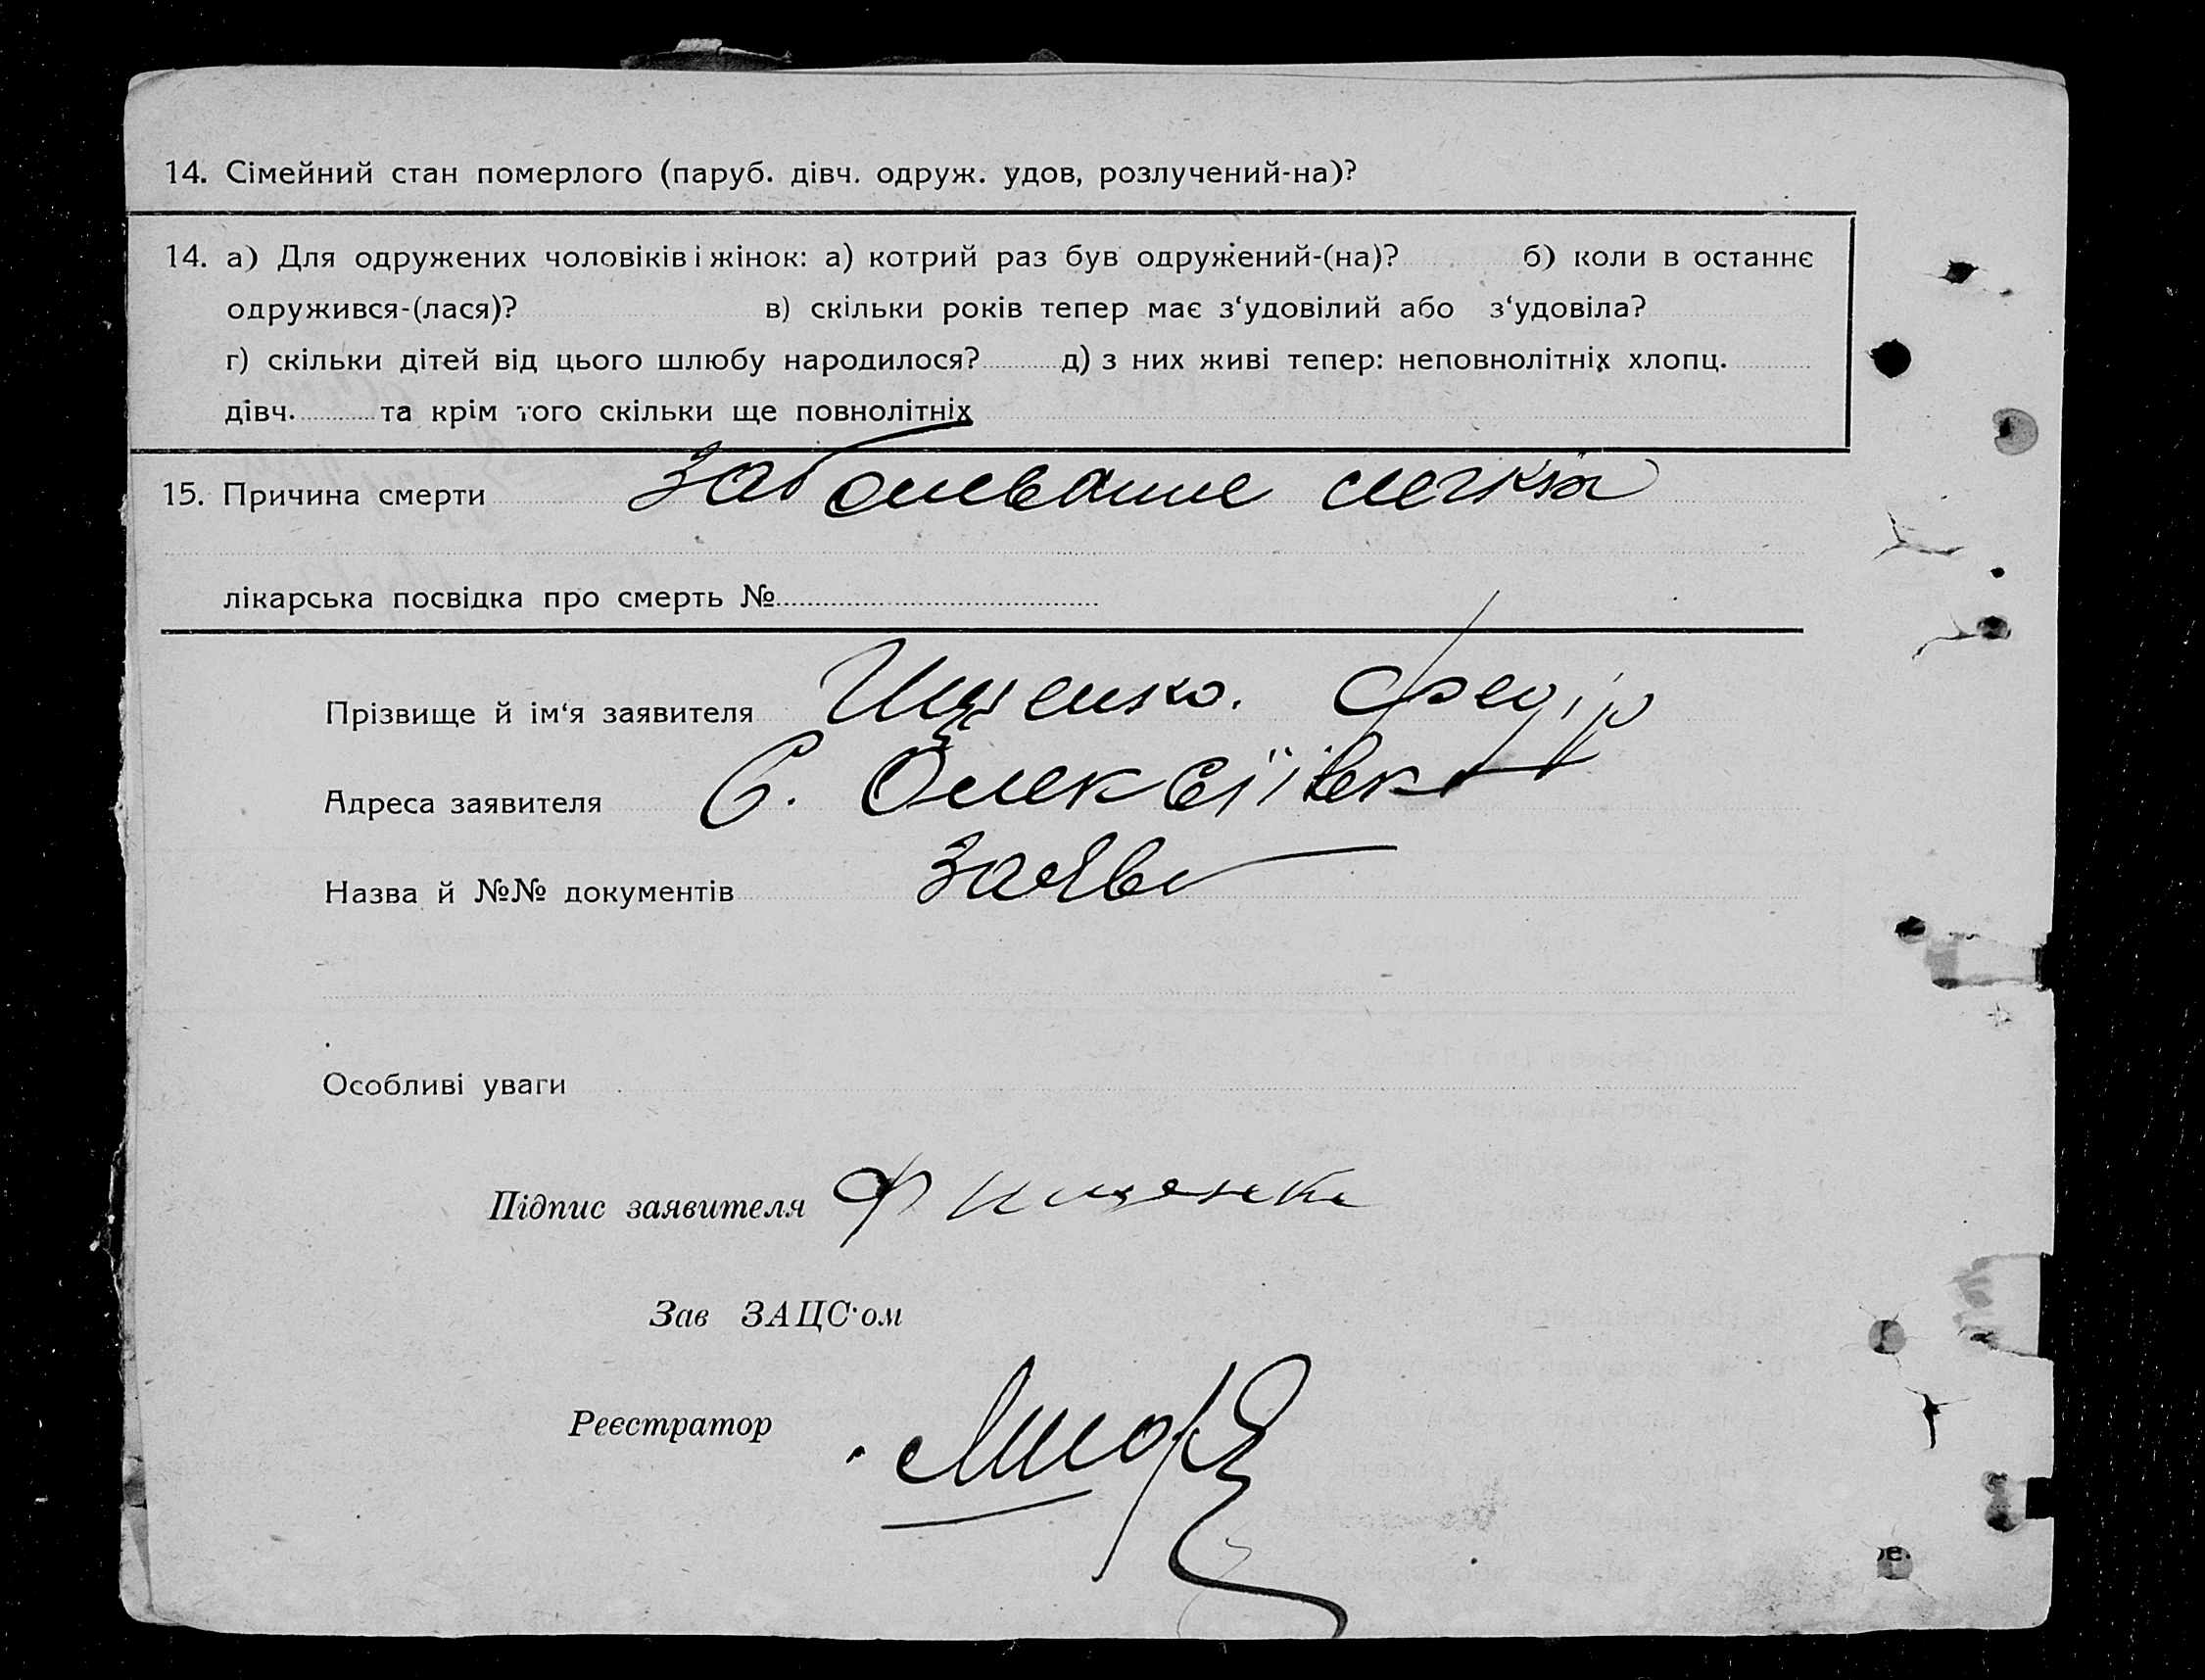 14. Сімейний стан померлого (паруб. дівч. одруж. удов, розлучений-на)?
14. а) Для одружених чоловіків і жінок: а) котрий раз був одружений-(на)? б) коли в останнє
одружився-(лася)? в) скільки років тепер має з‘удовілий або з‘удовіла?
г) скільки дітей від цього шлюбу народилося? д) з них живі тепер: неповнолітніх хлопц.
дівч. та крім того скільки ще повнолітніх
15. Причина смерти Заболевание легких
лікарська посвідка про смерть №
Прізвище й ім‘я заявителя Іщенко. Федір
Адреса заявителя С. Олексіївка
Назва й №№ документів Заява
Особливі уваги
Підпис заявителя Ф Ищенко
Зав ЗАЦС‘ом
Реєстратор